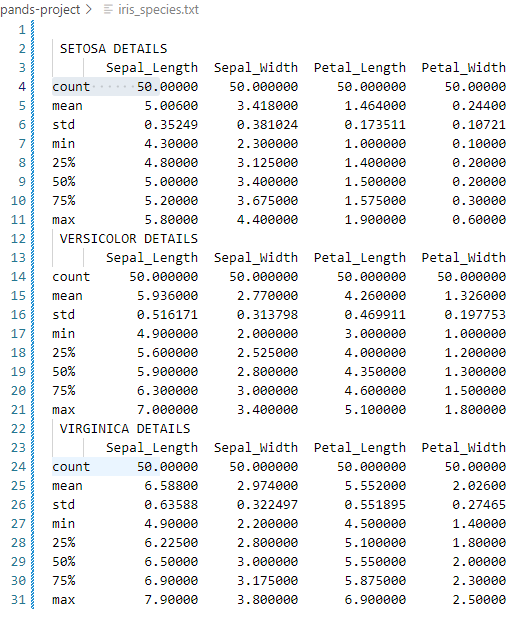 pands-project > iris_species.txt
1
2 SETOSA DETAILS
3 Sepal_Length Sepal_Width Petal_Length Petal_Width
4 count 50.00000 50.000000 50.000000 50.00000
5 mean 5.00600 3.418000 1.464000 0.24400
6 std 0.35249 0.381024 0.173511 0.10721
7 min 4.30000 2.300000 1.000000 0.10000
8 25% 4.80000 3.125000 1.400000 0.20000
9 50% 5.00000 3.400000 1.500000 0.20000
10 75% 5.20000 3.675000 1.575000 0.30000
11 max 5.80000 4.400000 1.900000 0.60000
12 VERSICOLOR DETAILS
13 Sepal_Length Sepal_Width Petal_Length Petal_Width
14 count 50.000000 50.000000 50.000000 50.000000
15 mean 5.936000 2.770000 4.260000 1.326000
16 std 0.516171 0.313798 0.469911 0.197753
17 min 4.900000 2.000000 3.000000 1.000000
18 25% 5.600000 2.525000 4.000000 1.200000
19 50% 5.900000 2.800000 4.350000 1.300000
20 75% 6.300000 3.000000 4.600000 1.500000
21 max 7.000000 3.400000 5.100000 1.800000
22 VIRGINICA DETAILS
23 Sepal_Length Sepal_Width Petal_Length Petal_Width
24 count 50.00000 50.000000 50.000000 50.00000
25 mean 6.58800 2.974000 5.552000 2.02600
26 std 0.63588 0.322497 0.551895 0.27465
27 min 4.90000 2.200000 4.500000 1.40000
28 25% 6.22500 2.800000 5.100000 1.80000
29 50% 6.50000 3.000000 5.550000 2.00000
30 75% 6.90000 3.175000 5.875000 2.30000
31 max 7.90000 3.800000 6.900000 2.50000